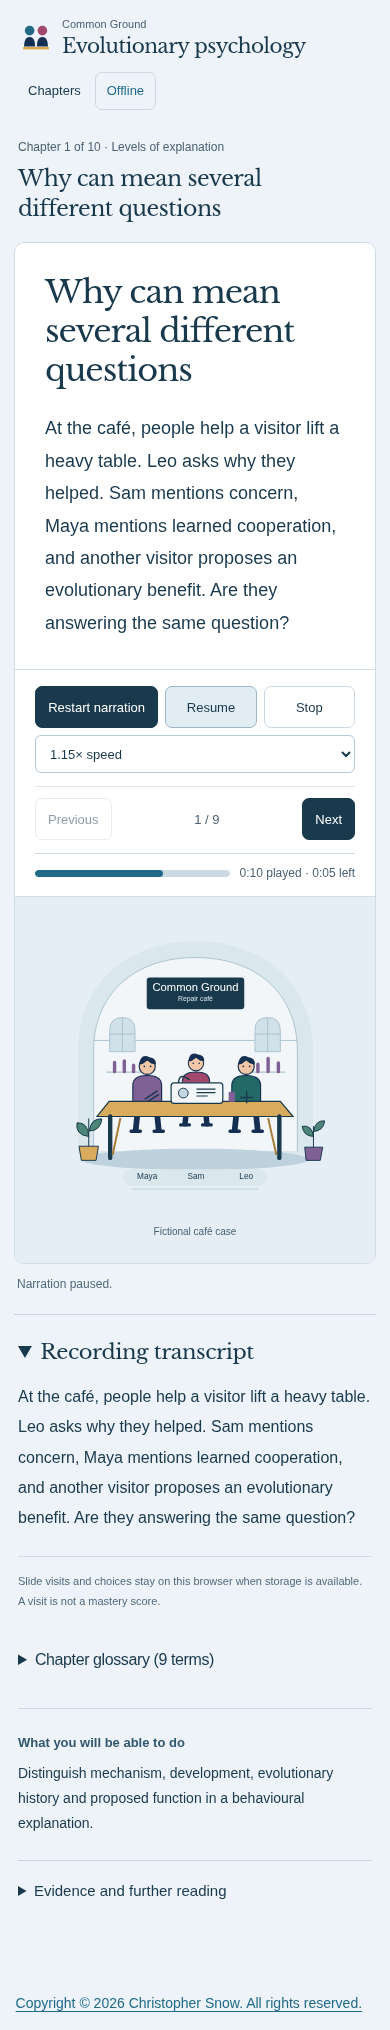 Common Ground
Evolutionary psychology
Chapters
Offline
Chapter 1 of 10 · Levels of explanation
Why can mean several
different questions
Why can mean
several different
questions
At the café, people help a visitor lift a
heavy table. Leo asks why they
helped. Sam mentions concern,
Maya mentions learned cooperation,
and another visitor proposes an
evolutionary benefit. Are they
answering the same question?
Restart narration
Resume
Stop
1.15× speed
Previous
1 / 9
Next
0:10 played · 0:05 left
Common Ground
Repair café
Maya
Sam
Leo
Fictional café case
Narration paused.
Recording transcript
At the café, people help a visitor lift a heavy table.
Leo asks why they helped. Sam mentions
concern, Maya mentions learned cooperation,
and another visitor proposes an evolutionary
benefit. Are they answering the same question?
Slide visits and choices stay on this browser when storage is available.
A visit is not a mastery score.
Chapter glossary (9 terms)
What you will be able to do
Distinguish mechanism, development, evolutionary
history and proposed function in a behavioural
explanation.
Evidence and further reading
Copyright © 2026 Christopher Snow. All rights reserved.